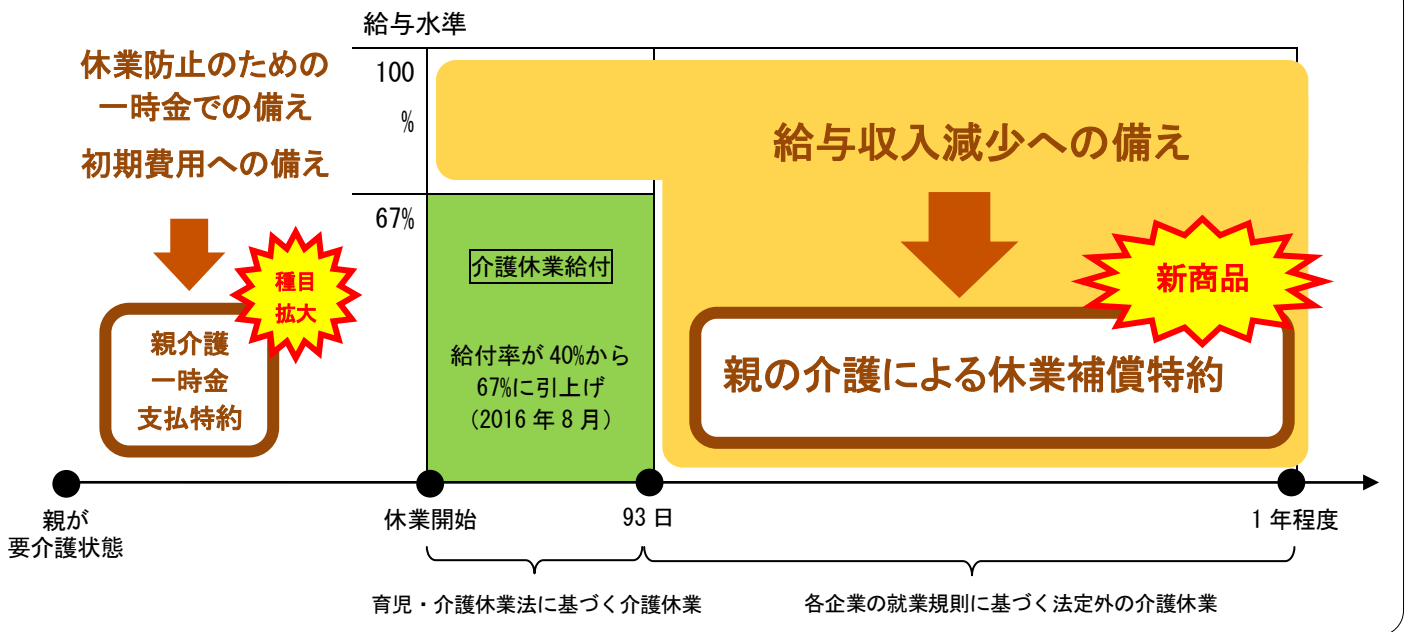 給与水準
休業防止のための
一時金での備え
初期費用への備え
100
%
67%
給与収入減少への備え
種目
拡大
新商品
親介護
一時金
支払特約
介護休業給付
給付率が 40%から
67%に引上げ
（2016 年 8 月）
親の介護による休業補償特約
親が
要介護状態
休業開始
93 日
1 年程度
育児・介護休業法に基づく介護休業
各企業の就業規則に基づく法定外の介護休業